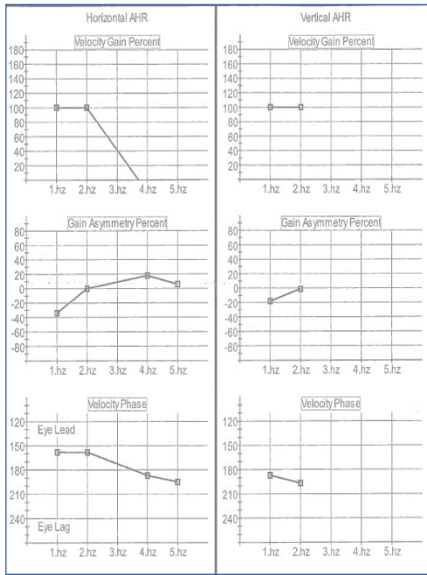 Horizontal AHR
Velocity Gain Percent
180
160
140
120
100
80
60
40
20
1.hz 2.hz 3.hz 4.hz 5.hz
Gain Asymmetry Percent
80
60
40
20
0
-20
-40
-60
-80
1.hz 2.hz 3.hz 4.hz 5.hz
Velocity Phase
120
Eye Lead
150
180
210
240
Eye Lag
1.hz 2.hz 3.hz 4.hz 5.hz
Vertical AHR
Velocity Gain Percent
180
160
140
120
100
80
60
40
20
1.hz 2.hz 3.hz 4.hz 5.hz
Gain Asymmetry Percent
80
60
40
20
0
-20
-40
-60
-80
1.hz 2.hz 3.hz 4.hz 5.hz
Velocity Phase
120
150
180
210
240
1.hz 2.hz 3.hz 4.hz 5.hz